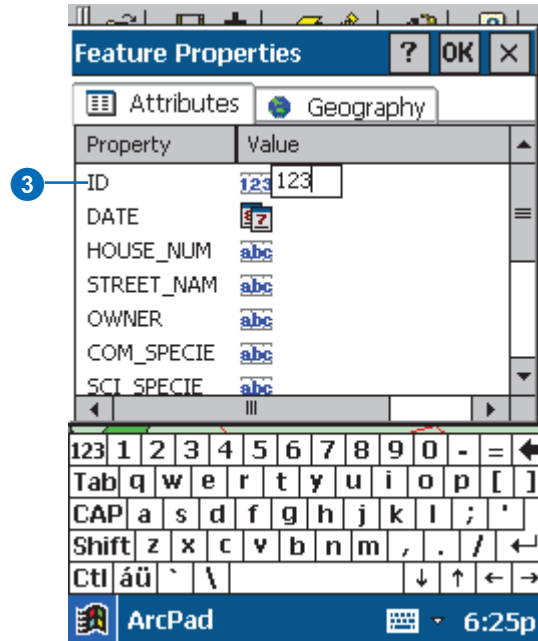 Feature Properties ? OK ×
Attributes Geography
Property Value
3 ID 123 123
DATE 7
HOUSE_NUM abc
STREET_NAM abc
OWNER abc
COM_SPECIE abc
SCI_SPECIE abc
123 1 2 3 4 5 6 7 8 9 0 - =
Tab q w e r t y u i o p [ ]
CAP a s d f g h j k l ; '
Shift z x c v b n m , . /
Ctl áü ` \ ↓ ↑ ← →
ArcPad 6:25p